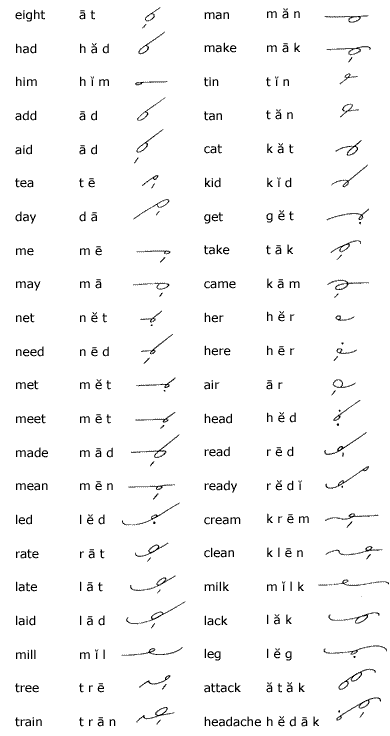 eight ā t man m ă n
had h ă d make m ā k
him h ĭ m tin t ĭ n
add ă d tan t ă n
aid ā d cat k ă t
tea t ē kid k ĭ d
day d ā get g ĕ t
me m ē take t ā k
may m ā came k ā m
net n ĕ t her h ĕ r
need n ē d here h ē r
met m ĕ t air ā r
meet m ē t head h ĕ d
made m ā d read r ē d
mean m ē n ready r ĕ d ĭ
led l ĕ d cream k r ē m
rate r ā t clean k l ē n
late l ā t milk m ĭ l k
laid l ā d lack l ă k
mill m ĭ l leg l ĕ g
tree t r ē attack ă t ă k
train t r ā n headache h ĕ d ā k